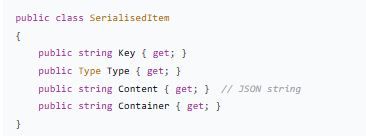 public class SerialisedItem
{
    public string Key { get; }
    public Type Type { get; }
    public string Content { get; }  // JSON string
    public string Container { get; }
}